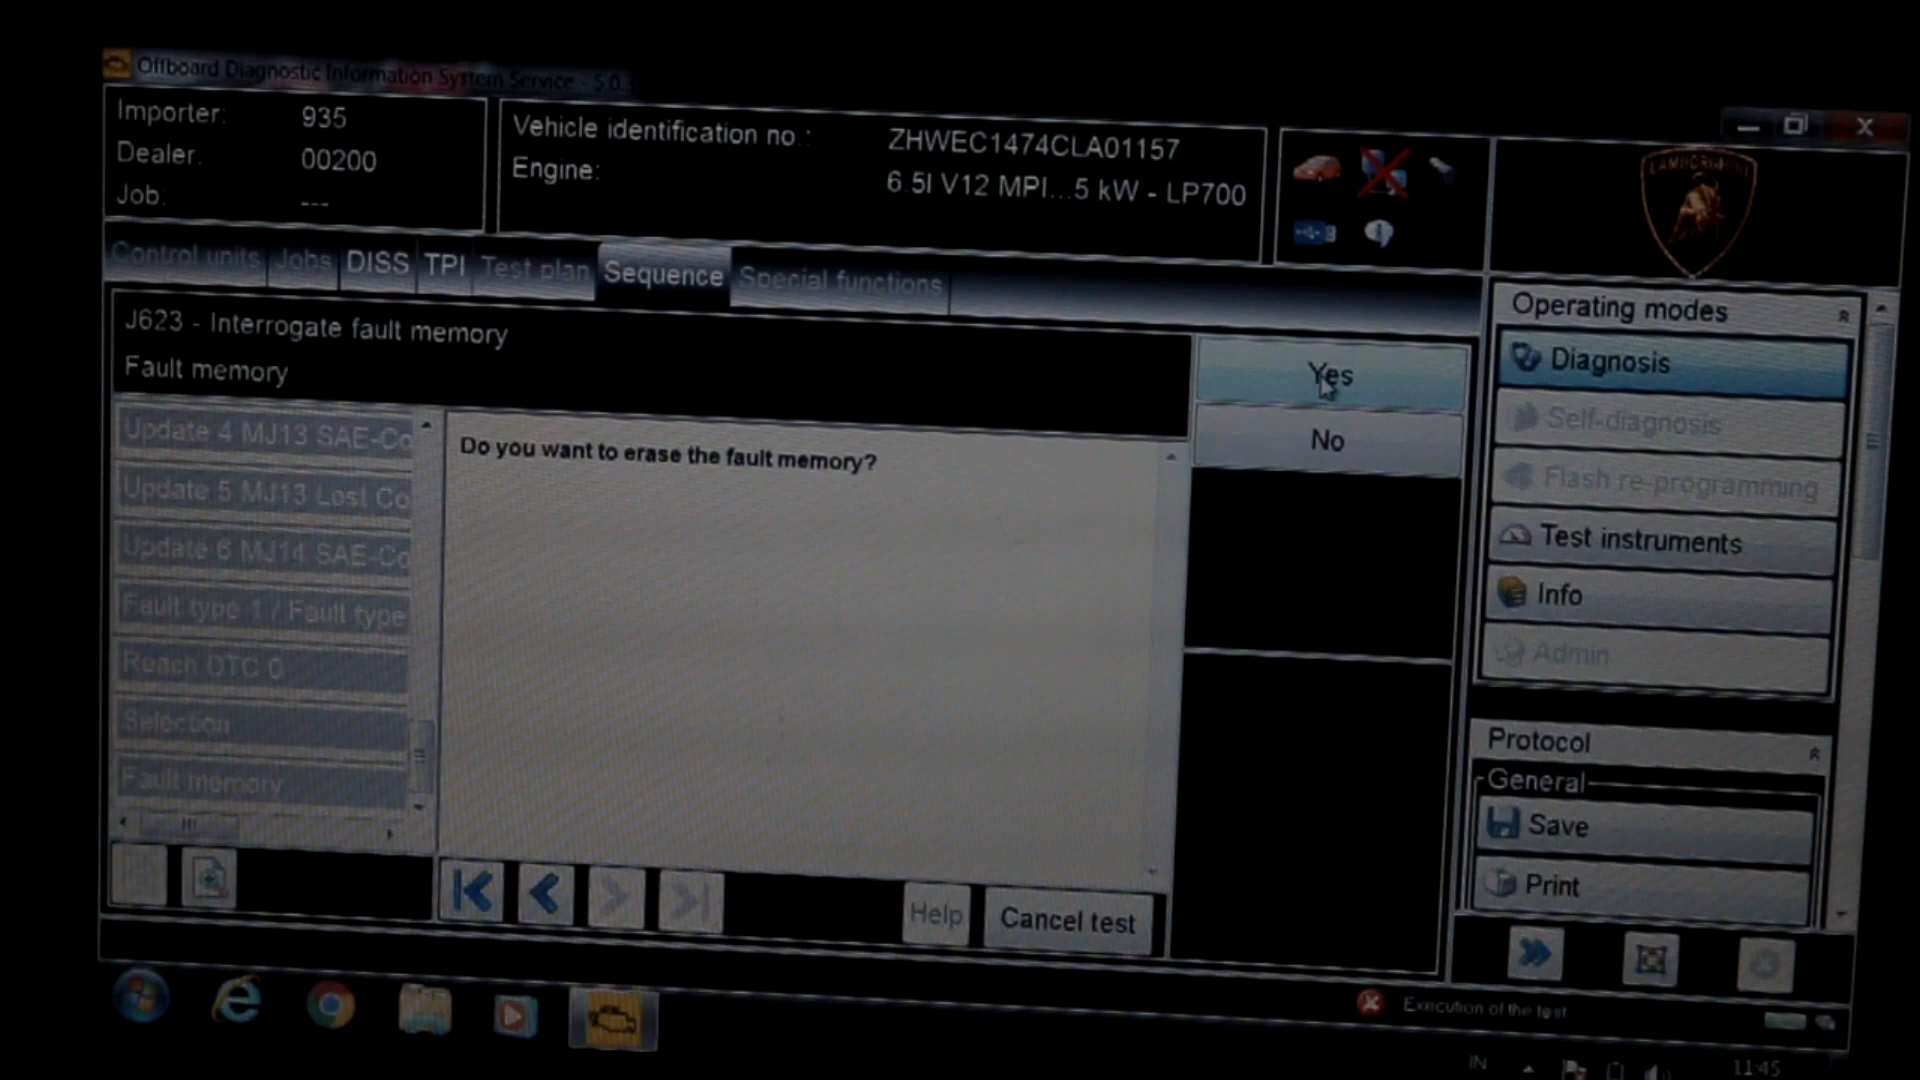 Offboard Diagnostic Information System Service - 5.0.
Importer: 935
Dealer: 00200
Job: ---
Vehicle identification no.: ZHWEC1474CLA01157
Engine: 6.5l V12 MPI...5 kW - LP700
LAMBORGHINI
Control units Jobs DISS TPI Test plan Sequence Special functions
J623 - Interrogate fault memory
Fault memory
Update 4 MJ13 SAE-Co
Update 5 MJ13 Lost Co
Update 6 MJ14 SAE-Co
Fault type 1 / Fault type
Reach DTC 0
Selection
Fault memory
Do you want to erase the fault memory?
Help
Cancel test
Yes
No
Operating modes
Diagnosis
Self-diagnosis
Flash re-programming
Test instruments
Info
Admin
Protocol
General
Save
Print
Execution of the test
IN
11:45